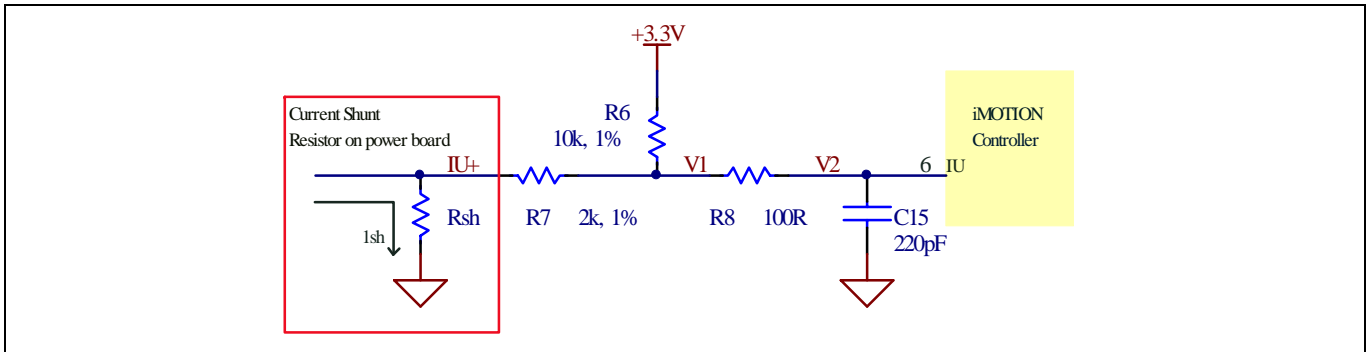 +3.3V
Current Shunt
Resistor on power board
R6
10k, 1%
iMOTION
Controller
IU+
V1
V2
6
IU
Rsh
R7
2k, 1%
R8
100R
C15
220pF
1sh